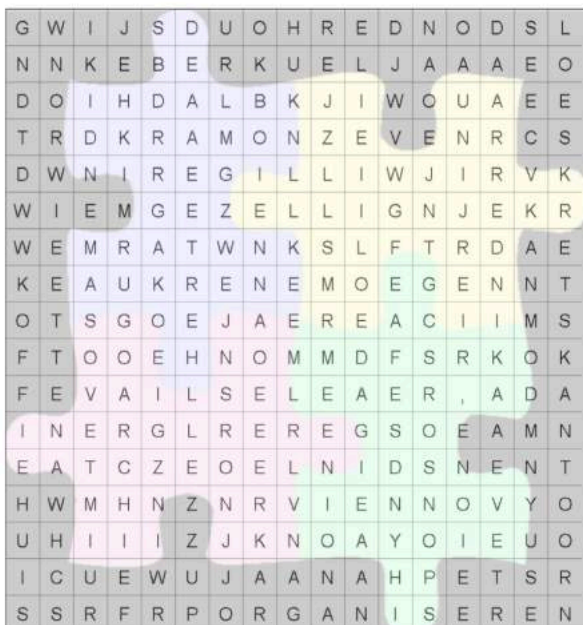 G W I J S D U O H R E D N O D S L
N N K E B E R K U E L J A A A E O
D O I H D A L B K J I W O U A E E
T R D K R A M O N Z E V E N R C S
D W N I R E G I L L I W J I R V K
W I E M G E Z E L L I G N J E K R
W E M R A T W N K S L F T R D A E
K E A U K R E N E M O E G E N N T
O T S G O E J A E R E A C I I M S
F T O O E H N O M M D F S R K O K
F E V A I L S E L E A E R , A D A
I N E R G L R E R E G S O E A M N
E A T C Z E O E L N I D S N E N T
H W M H N Z N R V I E N N O V Y O
U H I I I Z J K N O A Y O I E U O
I C U E W U J A A N A H P E T S R
S S R F R P O R G A N I S E R E N